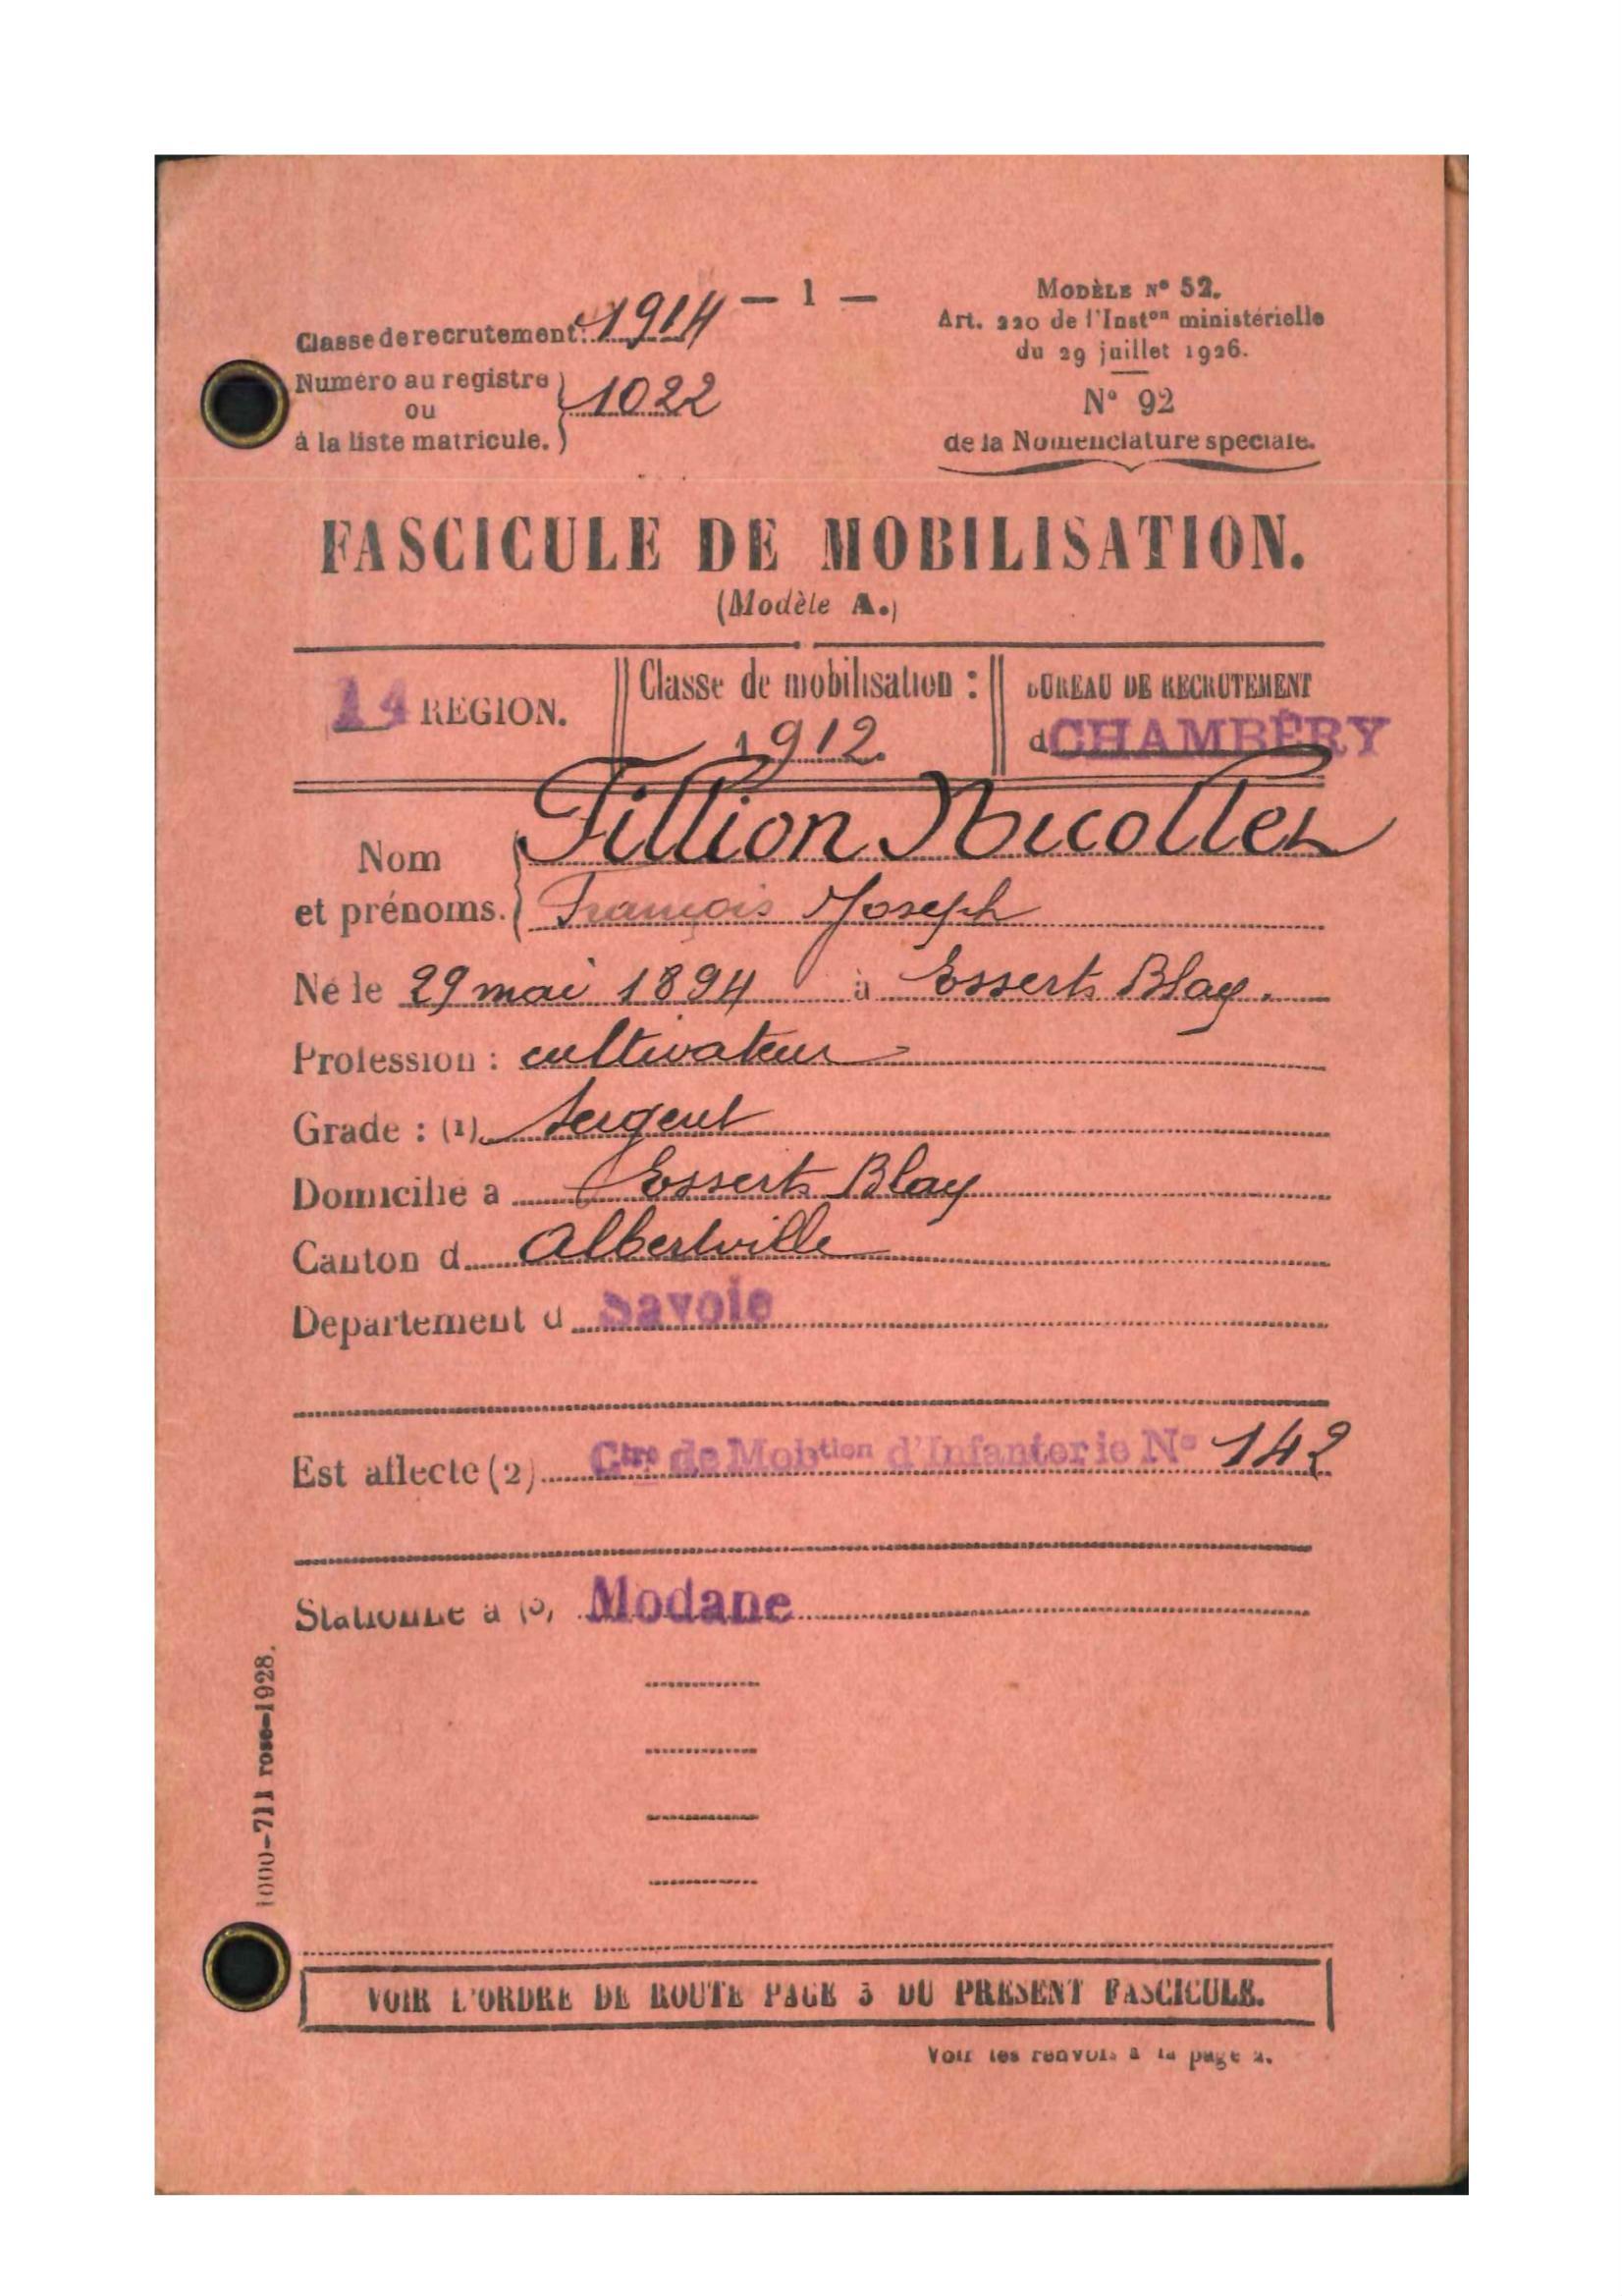 — 1 —
Classe de recrutement: 1914
Numéro au registre
ou
à la liste matricule.
1022
MODÈLE Nº 52.
Art. 220 de l'Instᵒⁿ ministérielle
du 29 juillet 1926.
Nº 92
de la Nomenclature spéciale.
FASCICULE DE MOBILISATION.
(Modèle A.)
14 RÉGION.
Classe de mobilisation :
1912.
BUREAU DE RECRUTEMENT
d CHAMBÉRY
Nom
et prénoms.
Fillion Nicollet
François Joseph
Né le 29 mai 1894 à Esserts Blay.
Profession : cultivateur
Grade : (1) Sergent
Domicilié à Esserts Blay
Canton d Albertville
Département d Savoie
Est affecté (2) Cᵗʳᵉ de Mobᵗⁱᵒⁿ d'Infanterie Nº 142
Stationné à (3) Modane
1000-711 rose-1928.
VOIR L'ORDRE DE ROUTE PAGE 3 DU PRÉSENT FASCICULE.
Voir les renvois à la page 2.